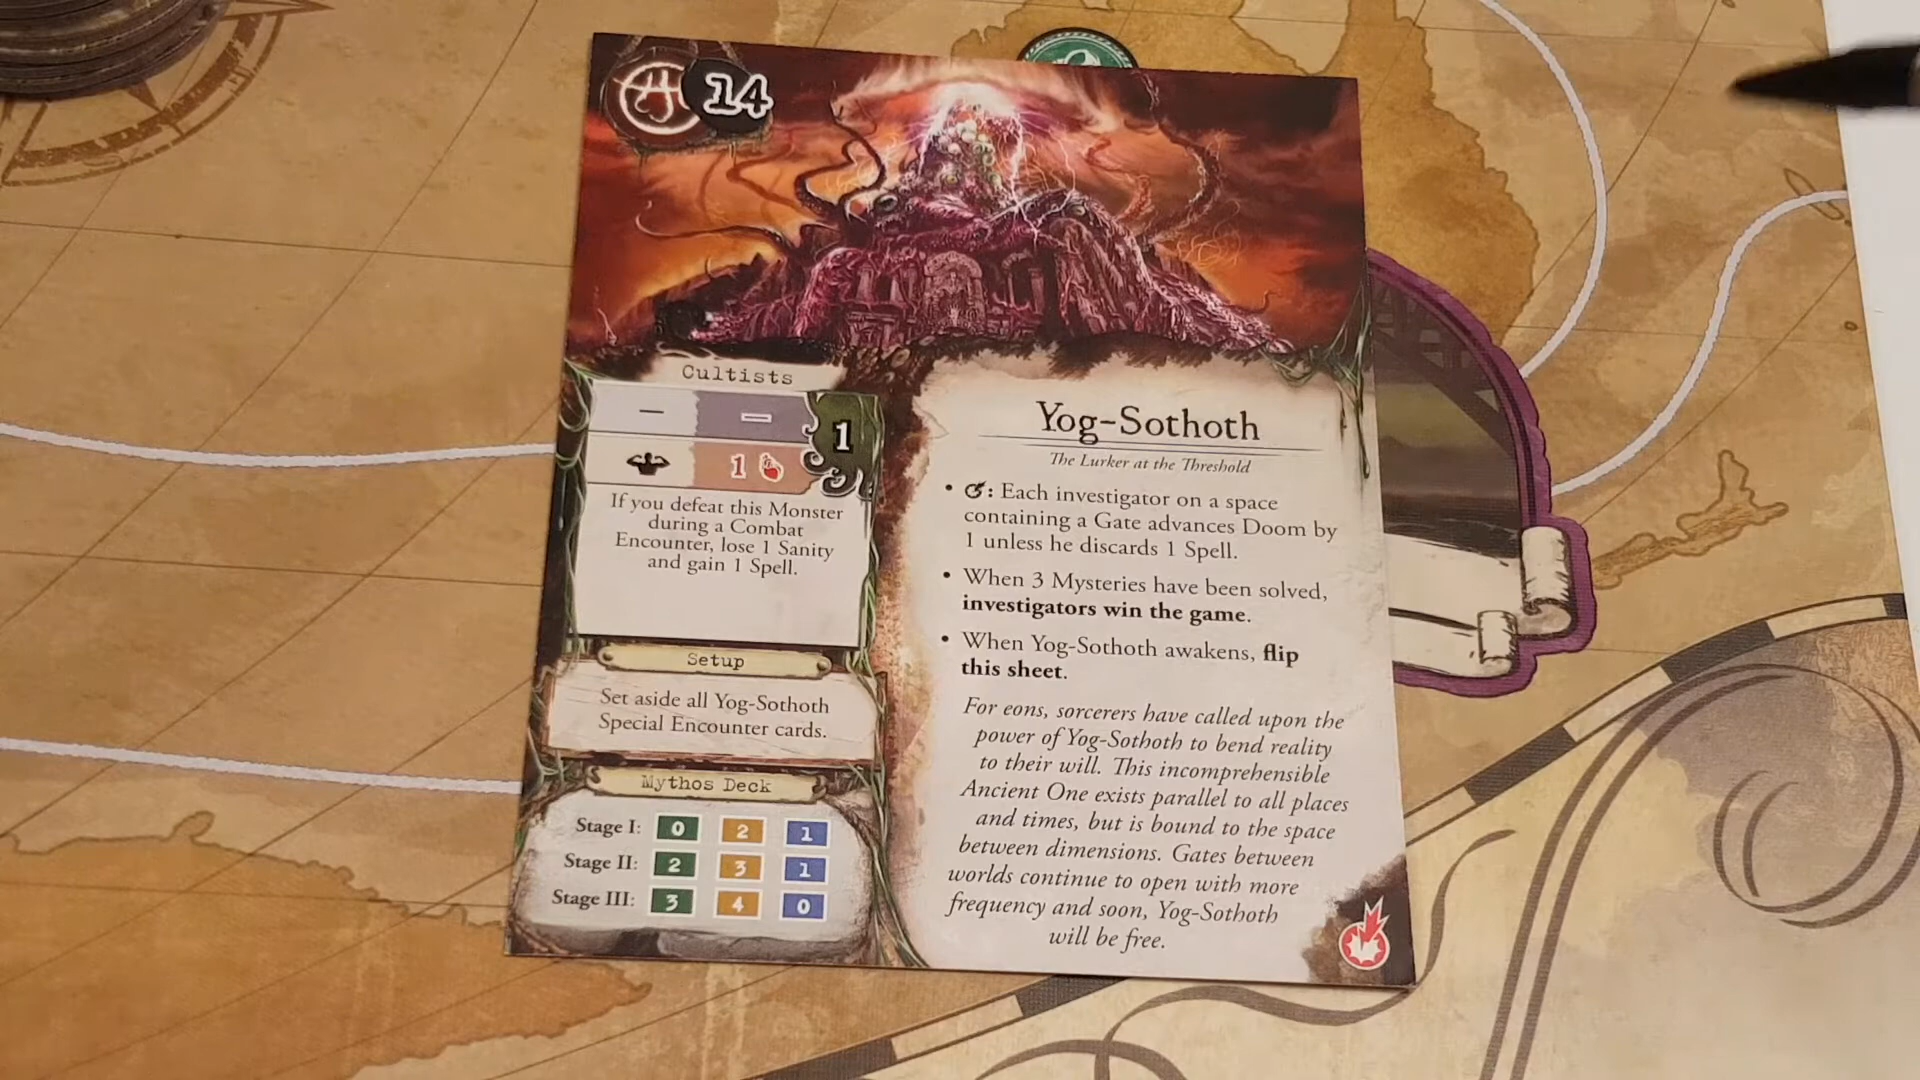 14
Cultists
1
1
If you defeat this Monster
during a Combat
Encounter, lose 1 Sanity
and gain 1 Spell.
Setup
Set aside all Yog-Sothoth
Special Encounter cards.
Mythos Deck
Stage I: 0 2 1
Stage II: 2 3 1
Stage III: 3 4 0
Yog-Sothoth
The Lurker at the Threshold
• : Each investigator on a space
containing a Gate advances Doom by
1 unless he discards 1 Spell.
• When 3 Mysteries have been solved,
investigators win the game.
• When Yog-Sothoth awakens, flip
this sheet.
For eons, sorcerers have called upon the
power of Yog-Sothoth to bend reality
to their will. This incomprehensible
Ancient One exists parallel to all places
and times, but is bound to the space
between dimensions. Gates between
worlds continue to open with more
frequency and soon, Yog-Sothoth
will be free.